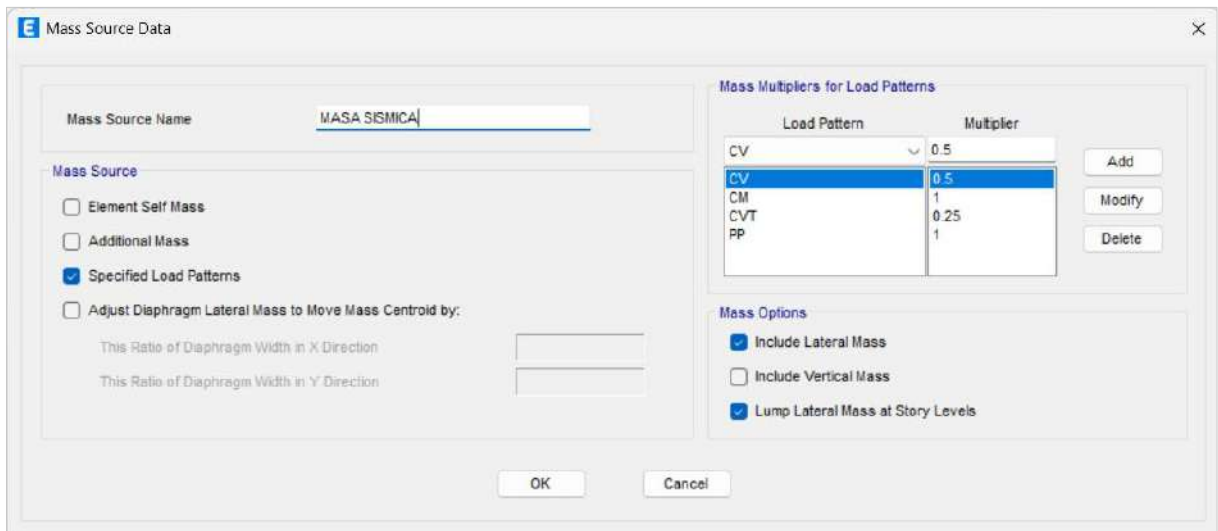 E Mass Source Data
Mass Source Name MASA SISMICA
Mass Source
Element Self Mass
Additional Mass
Specified Load Patterns
Adjust Diaphragm Lateral Mass to Move Mass Centroid by:
This Ratio of Diaphragm Width in X Direction
This Ratio of Diaphragm Width in Y Direction
Mass Multipliers for Load Patterns
Load Pattern Multiplier
CV 0.5
CV 0.5
CM 1
CVT 0.25
PP 1
Add
Modify
Delete
Mass Options
Include Lateral Mass
Include Vertical Mass
Lump Lateral Mass at Story Levels
OK Cancel